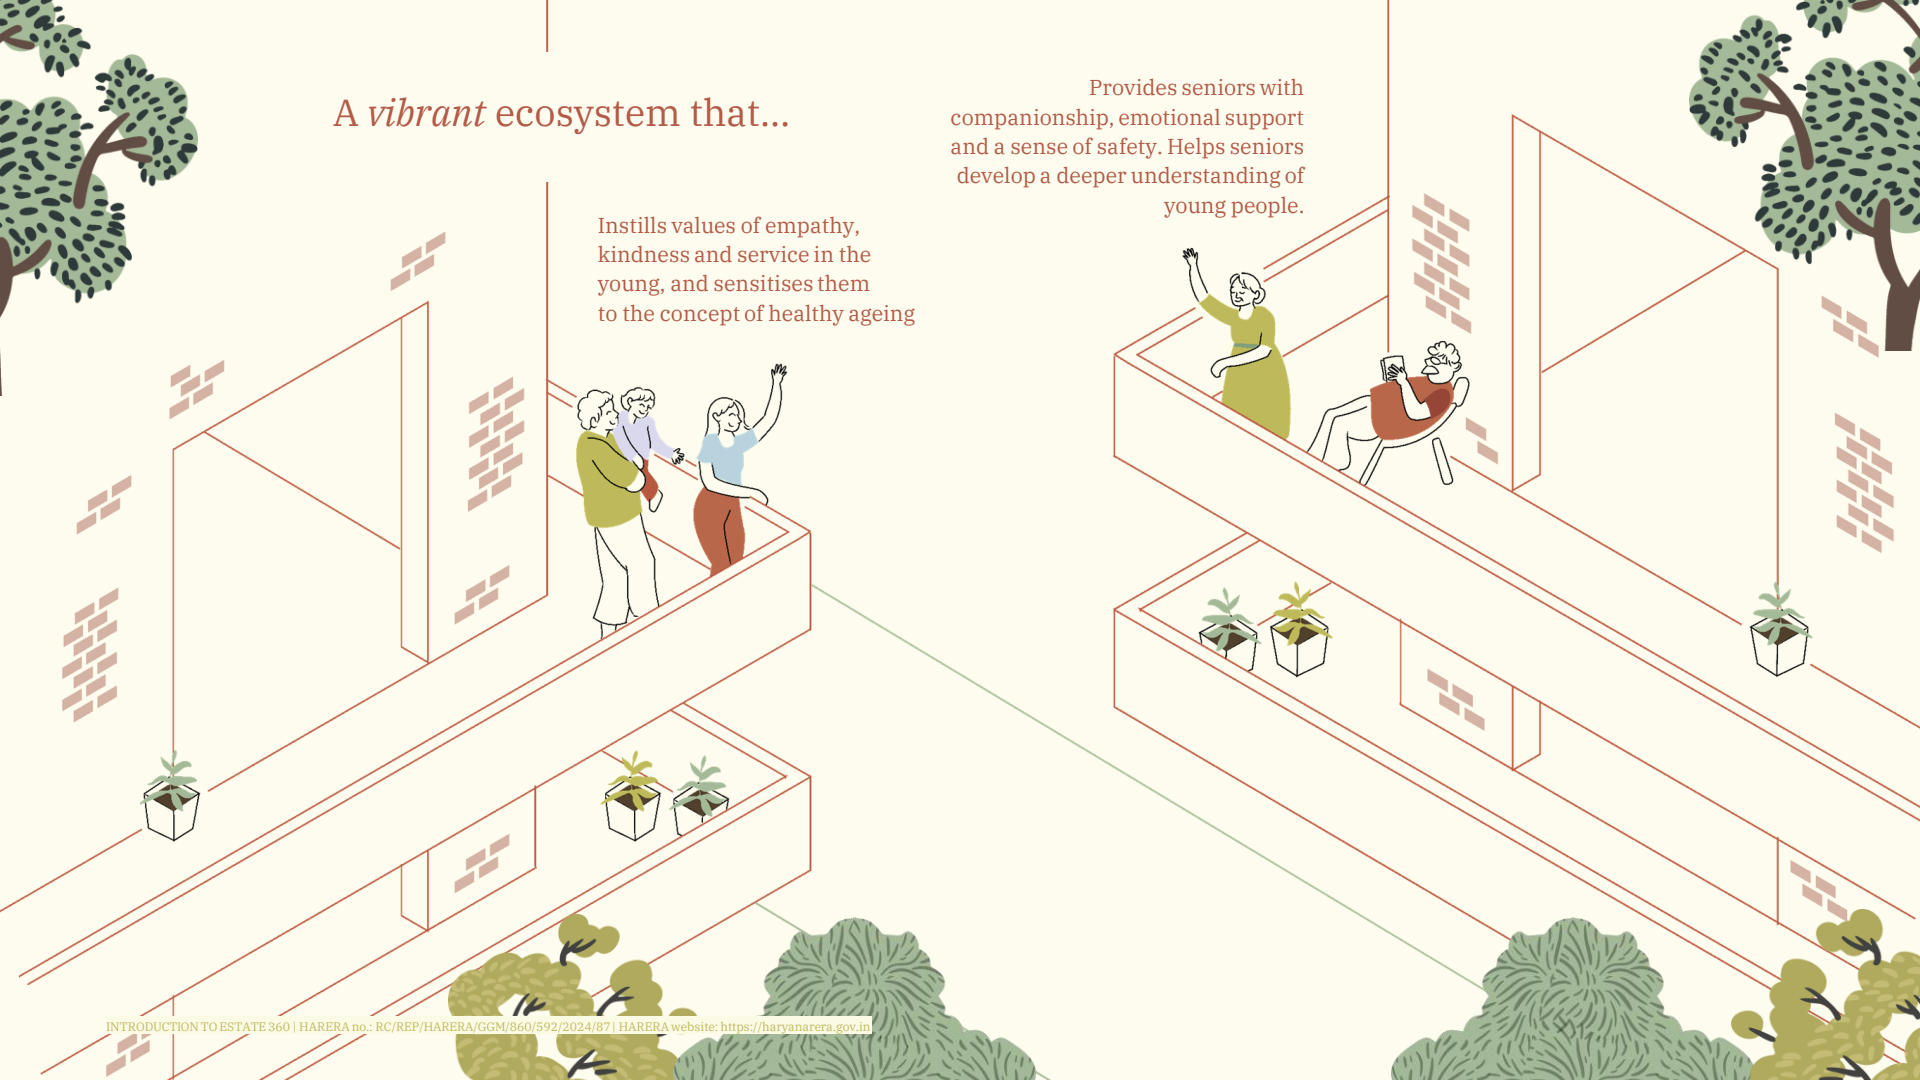 A vibrant ecosystem that...
Instills values of empathy,
kindness and service in the
young, and sensitises them
to the concept of healthy ageing
Provides seniors with
companionship, emotional support
and a sense of safety. Helps seniors
develop a deeper understanding of
young people.
INTRODUCTION TO ESTATE 360 | HARERA no.: RC/REP/HARERA/GGM/860/592/2024/87 | HARERA website: https://haryanarera.gov.in